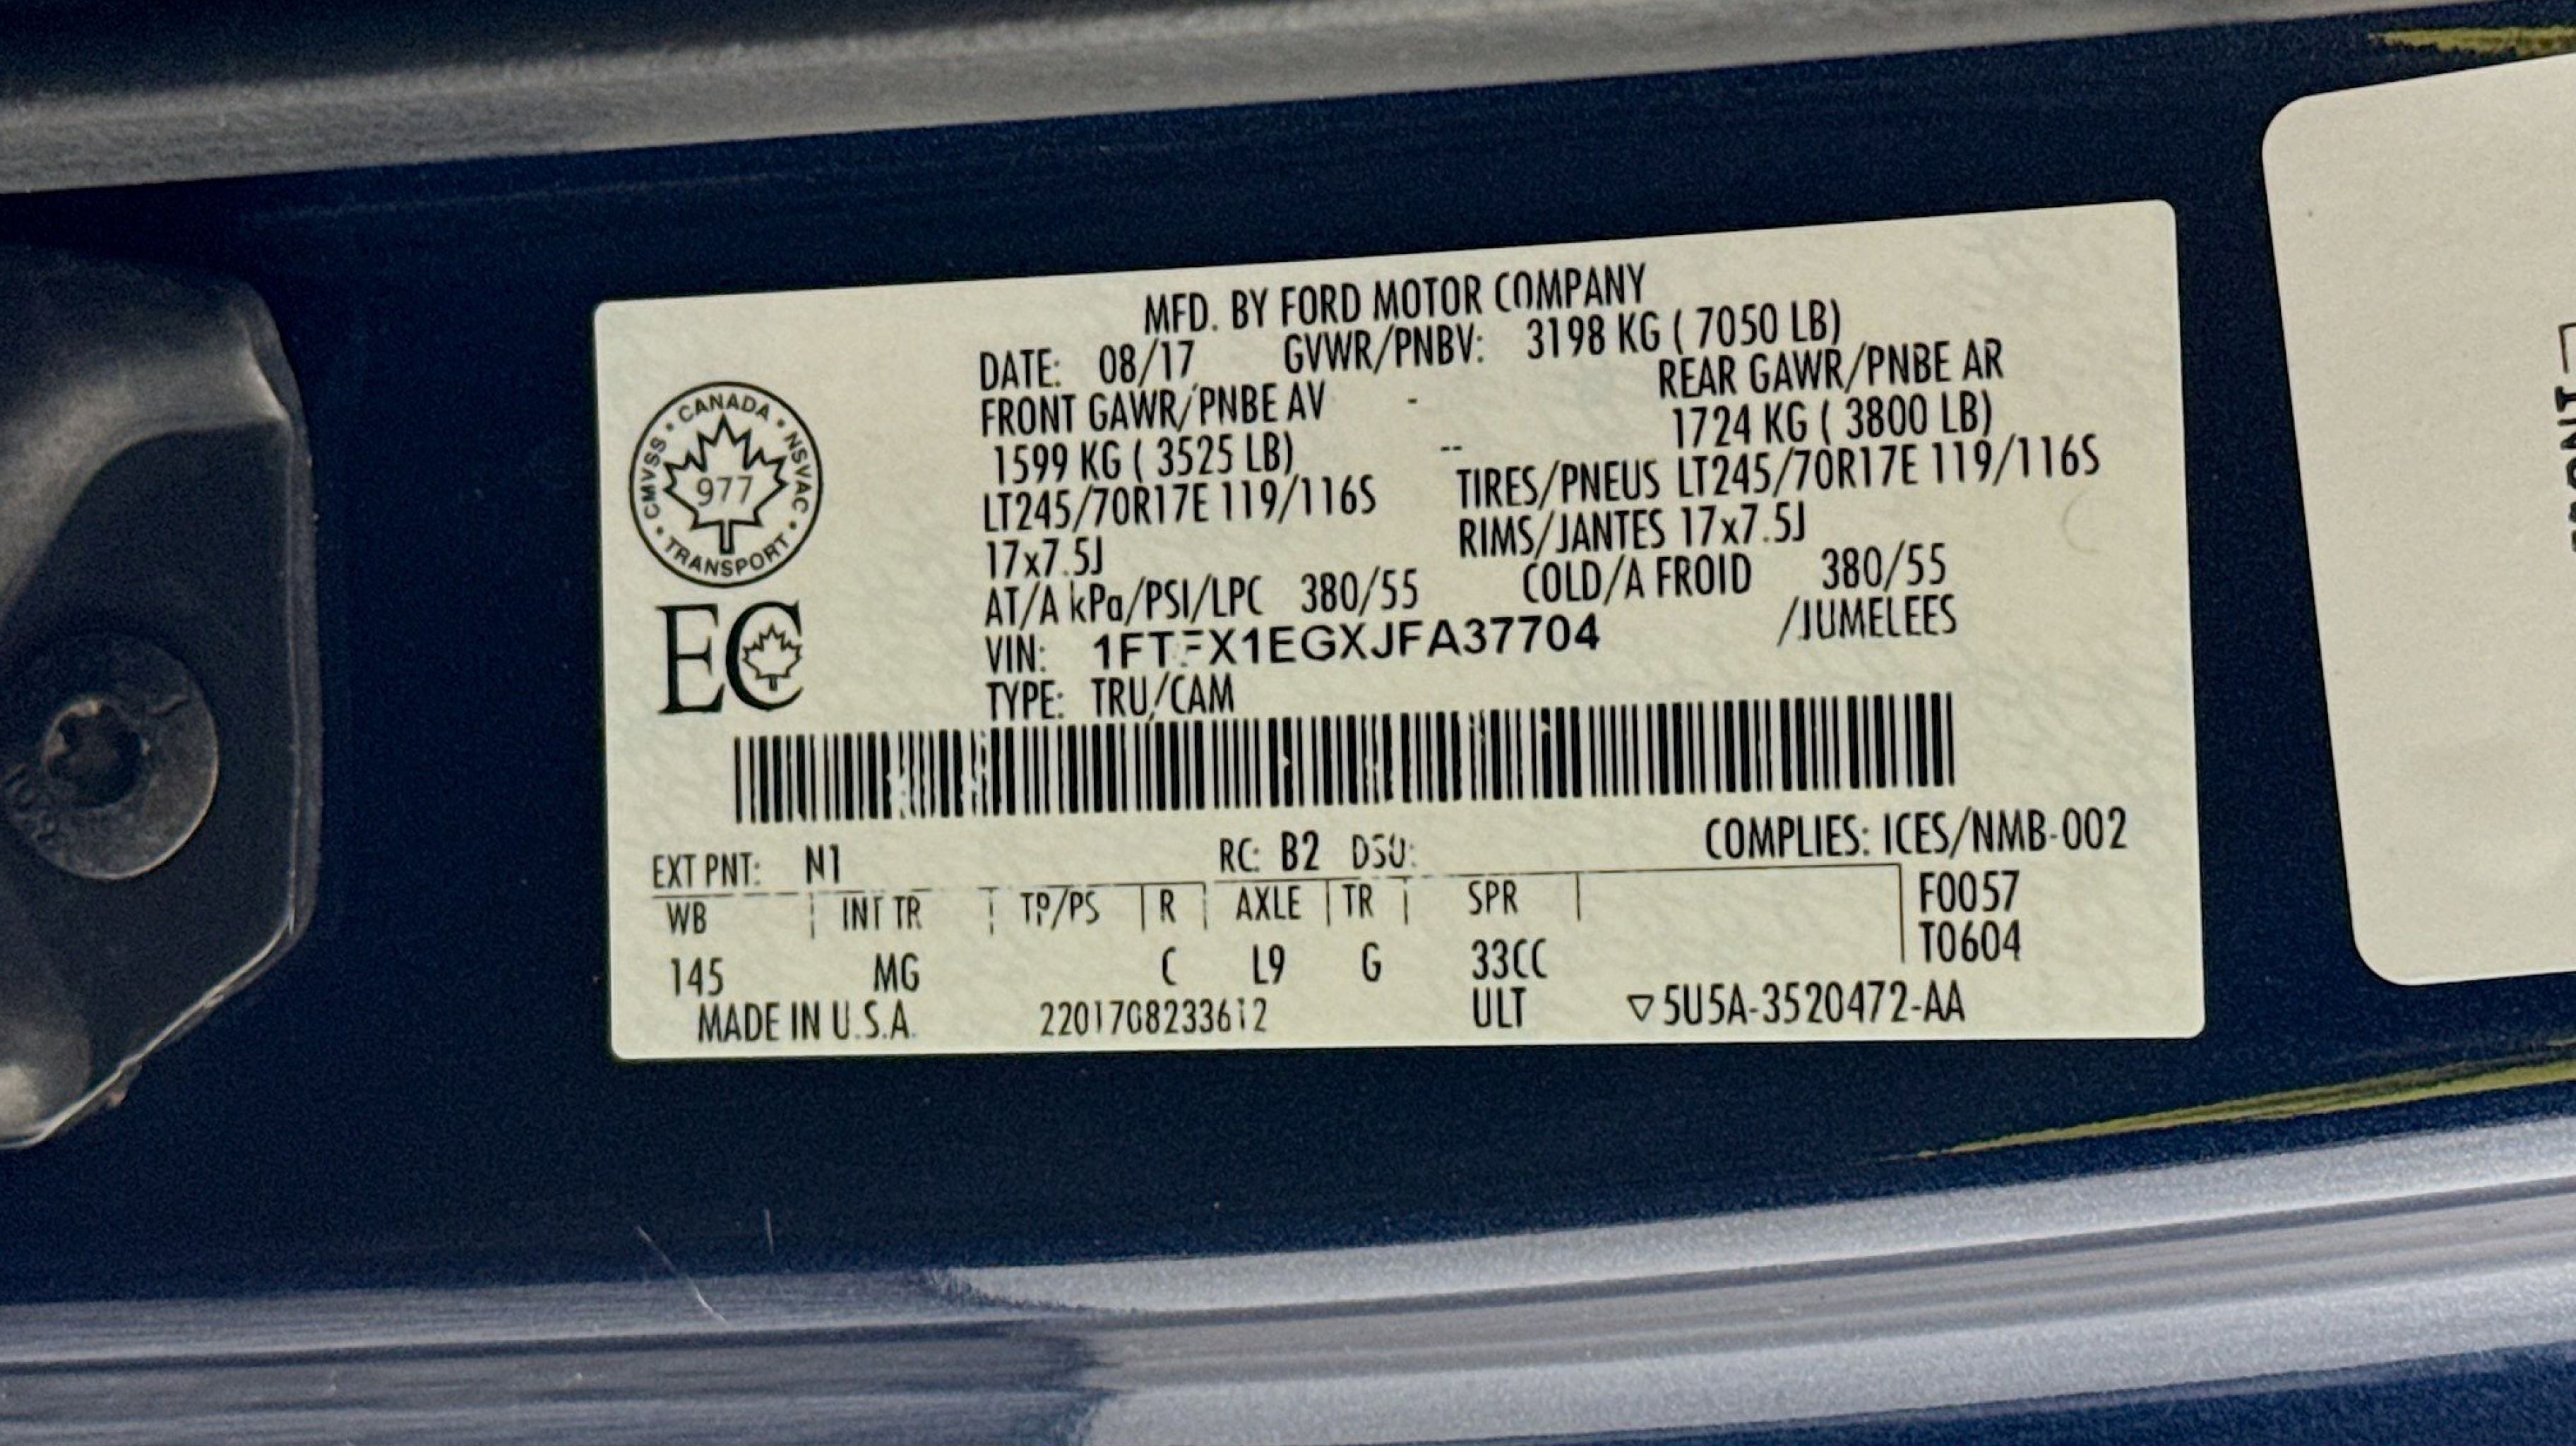 MFD. BY FORD MOTOR COMPANY
DATE: 08/17 GVWR/PNBV: 3198 KG ( 7050 LB)
FRONT GAWR/PNBE AV - REAR GAWR/PNBE AR
1599 KG ( 3525 LB) -- 1724 KG ( 3800 LB)
LT245/70R17E 119/116S TIRES/PNEUS LT245/70R17E 119/116S
17x7.5J RIMS/JANTES 17x7.5J
AT/A kPa/PSI/LPC 380/55 COLD/A FROID 380/55
VIN: 1FTFX1EGXJFA37704 /JUMELEES
TYPE: TRU/CAM
CANADA • NSVAC • TRANSPORT • CMVSS •
977
EC
EXT PNT: N1 RC: B2 DSO: COMPLIES: ICES/NMB-002
WB INT TR TP/PS R AXLE TR SPR F0057
T0604
145 MG C L9 G 33CC
MADE IN U.S.A. 2201708233612 ULT ▽5U5A-3520472-AA